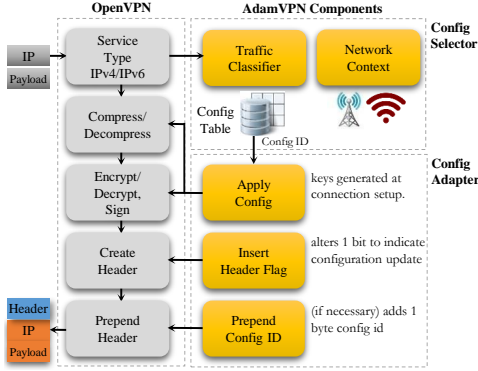 OpenVPN
AdamVPN Components
Config
Selector
IP
Payload
Service
Type
IPv4/IPv6
Traffic
Classifier
Network
Context
Compress/
Decompress
Config
Table
Config ID
Config
Adapter
Encrypt/
Decrypt,
Sign
Apply
Config
keys generated at
connection setup.
Create
Header
Insert
Header Flag
alters 1 bit to indicate
configuration update
Header
IP
Payload
Prepend
Header
Prepend
Config ID
(if necessary) adds 1
byte config id